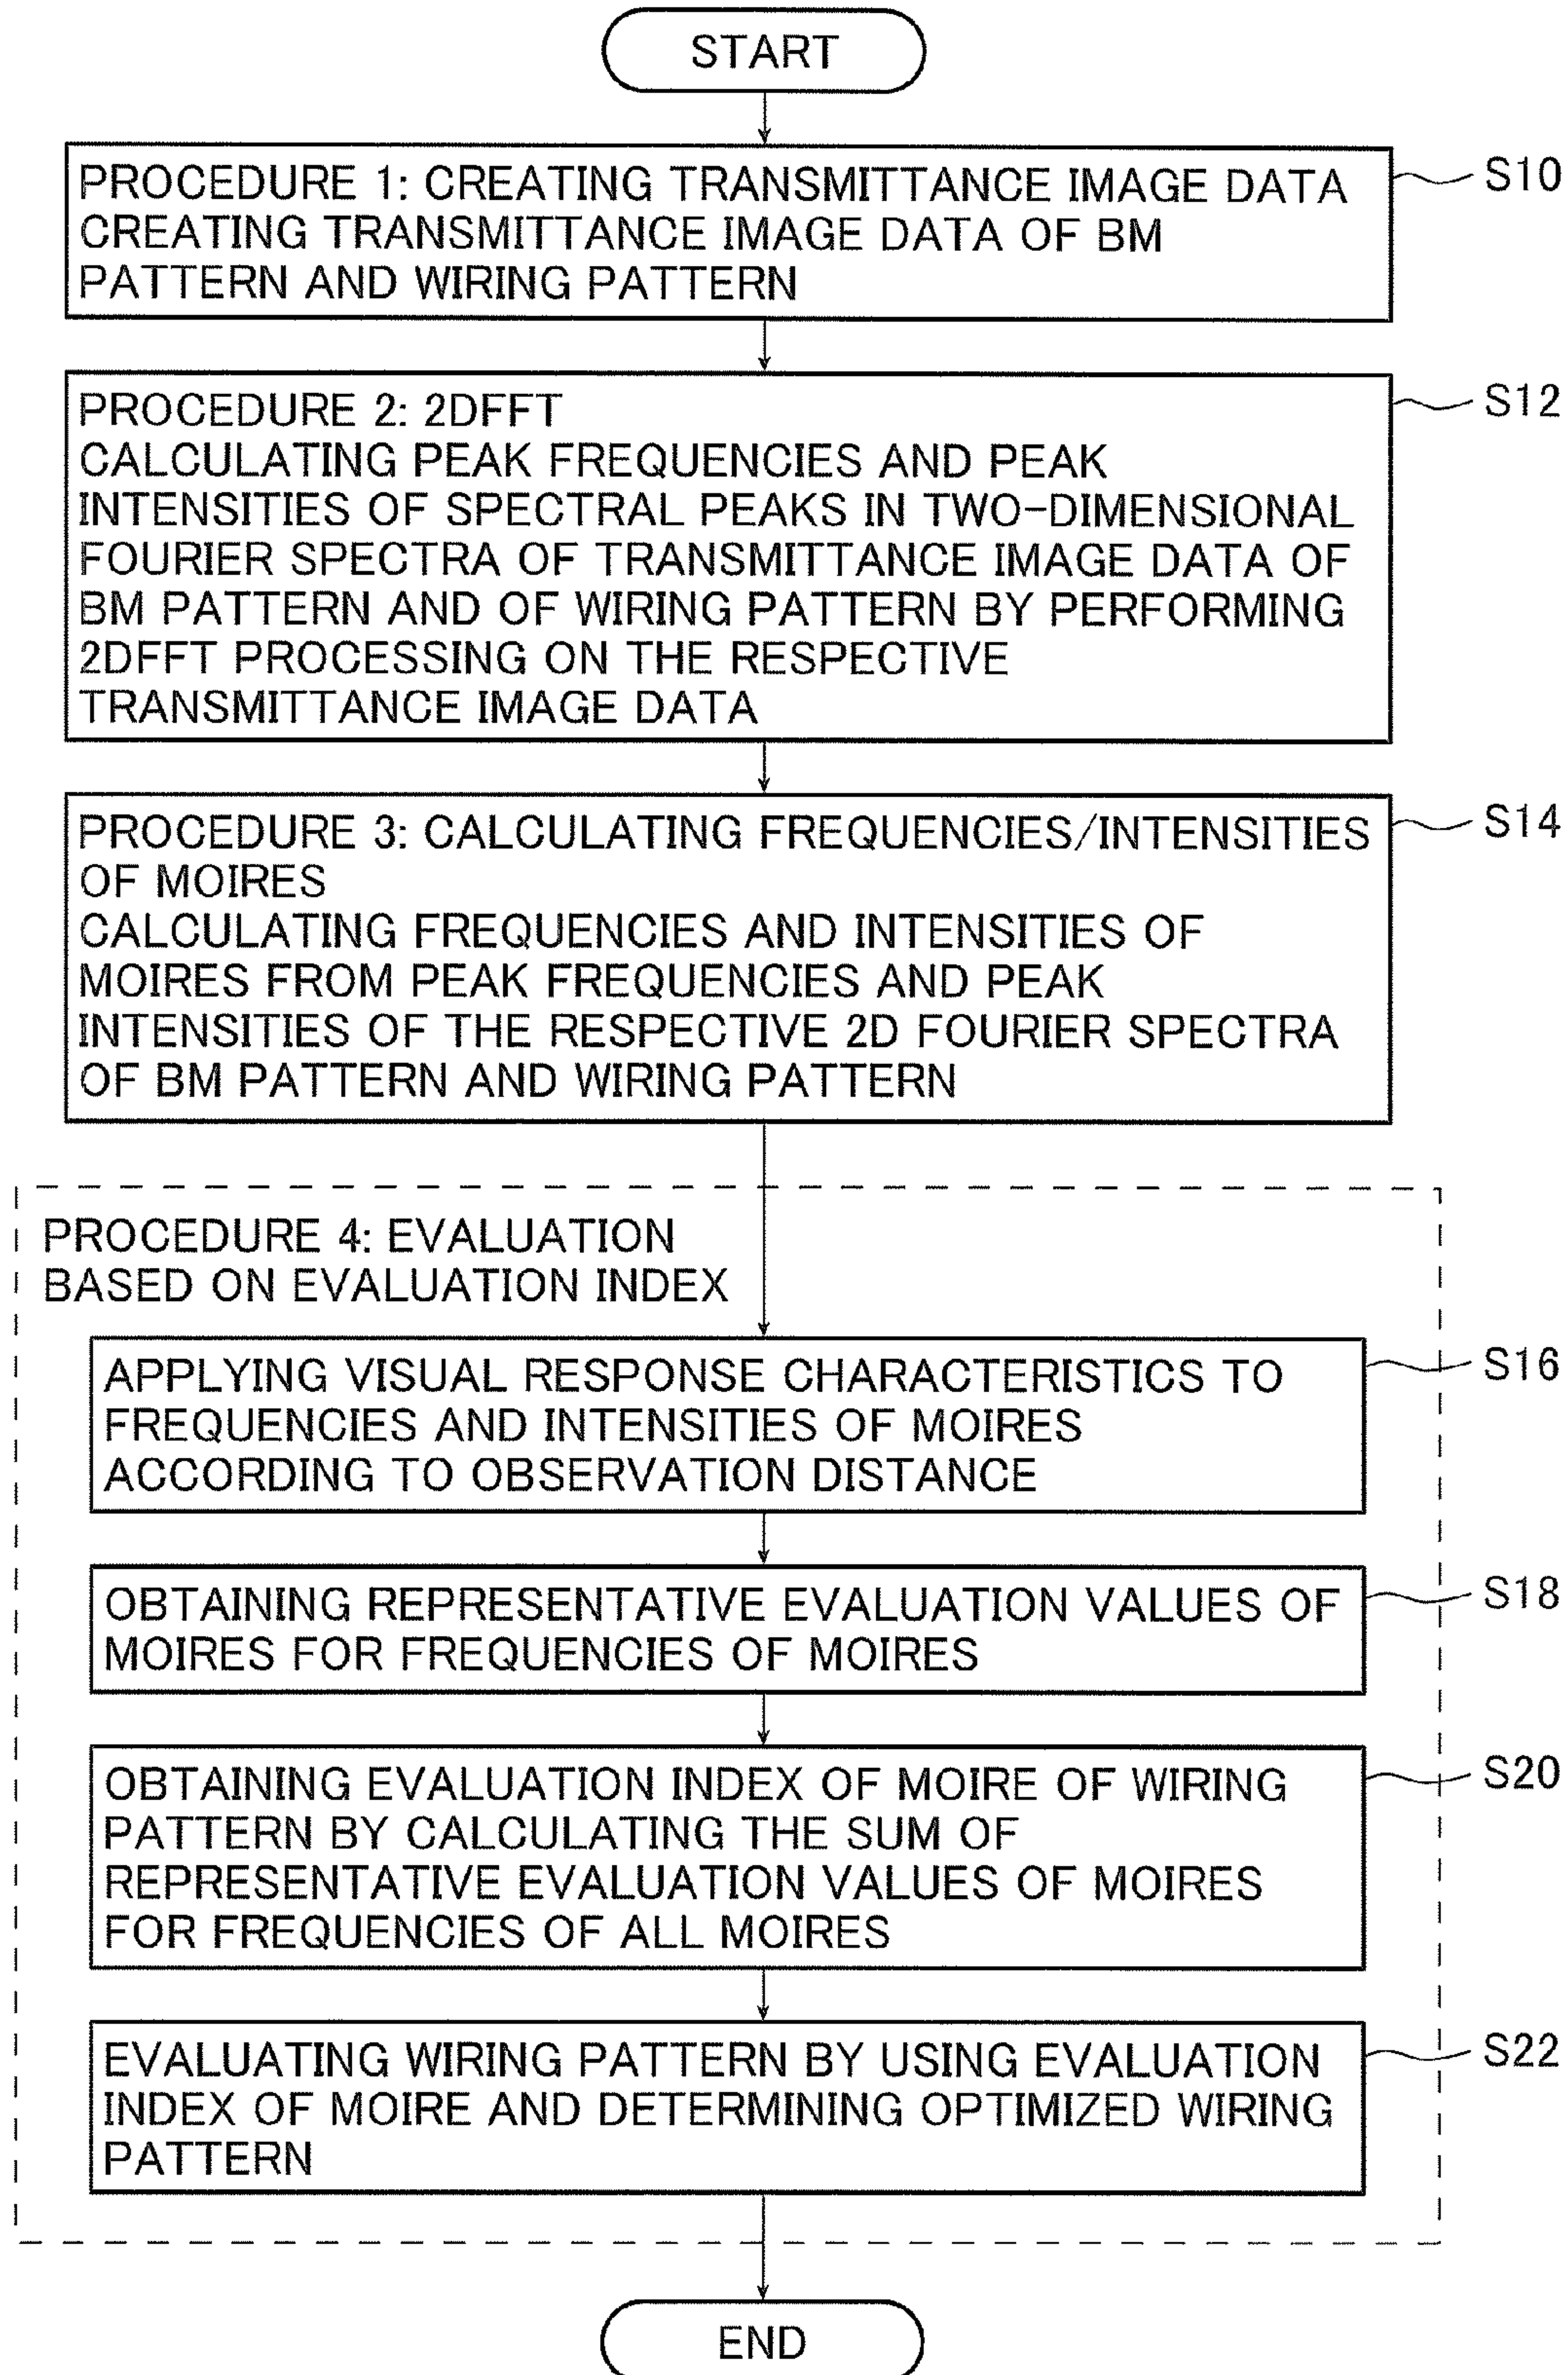 START
PROCEDURE 1: CREATING TRANSMITTANCE IMAGE DATA
CREATING TRANSMITTANCE IMAGE DATA OF BM
PATTERN AND WIRING PATTERN
S10
PROCEDURE 2: 2DFFT
CALCULATING PEAK FREQUENCIES AND PEAK
INTENSITIES OF SPECTRAL PEAKS IN TWO-DIMENSIONAL
FOURIER SPECTRA OF TRANSMITTANCE IMAGE DATA OF
BM PATTERN AND OF WIRING PATTERN BY PERFORMING
2DFFT PROCESSING ON THE RESPECTIVE
TRANSMITTANCE IMAGE DATA
S12
PROCEDURE 3: CALCULATING FREQUENCIES/INTENSITIES
OF MOIRES
CALCULATING FREQUENCIES AND INTENSITIES OF
MOIRES FROM PEAK FREQUENCIES AND PEAK
INTENSITIES OF THE RESPECTIVE 2D FOURIER SPECTRA
OF BM PATTERN AND WIRING PATTERN
S14
PROCEDURE 4: EVALUATION
BASED ON EVALUATION INDEX
APPLYING VISUAL RESPONSE CHARACTERISTICS TO
FREQUENCIES AND INTENSITIES OF MOIRES
ACCORDING TO OBSERVATION DISTANCE
S16
OBTAINING REPRESENTATIVE EVALUATION VALUES OF
MOIRES FOR FREQUENCIES OF MOIRES
S18
OBTAINING EVALUATION INDEX OF MOIRE OF WIRING
PATTERN BY CALCULATING THE SUM OF
REPRESENTATIVE EVALUATION VALUES OF MOIRES
FOR FREQUENCIES OF ALL MOIRES
S20
EVALUATING WIRING PATTERN BY USING EVALUATION
INDEX OF MOIRE AND DETERMINING OPTIMIZED WIRING
PATTERN
S22
END